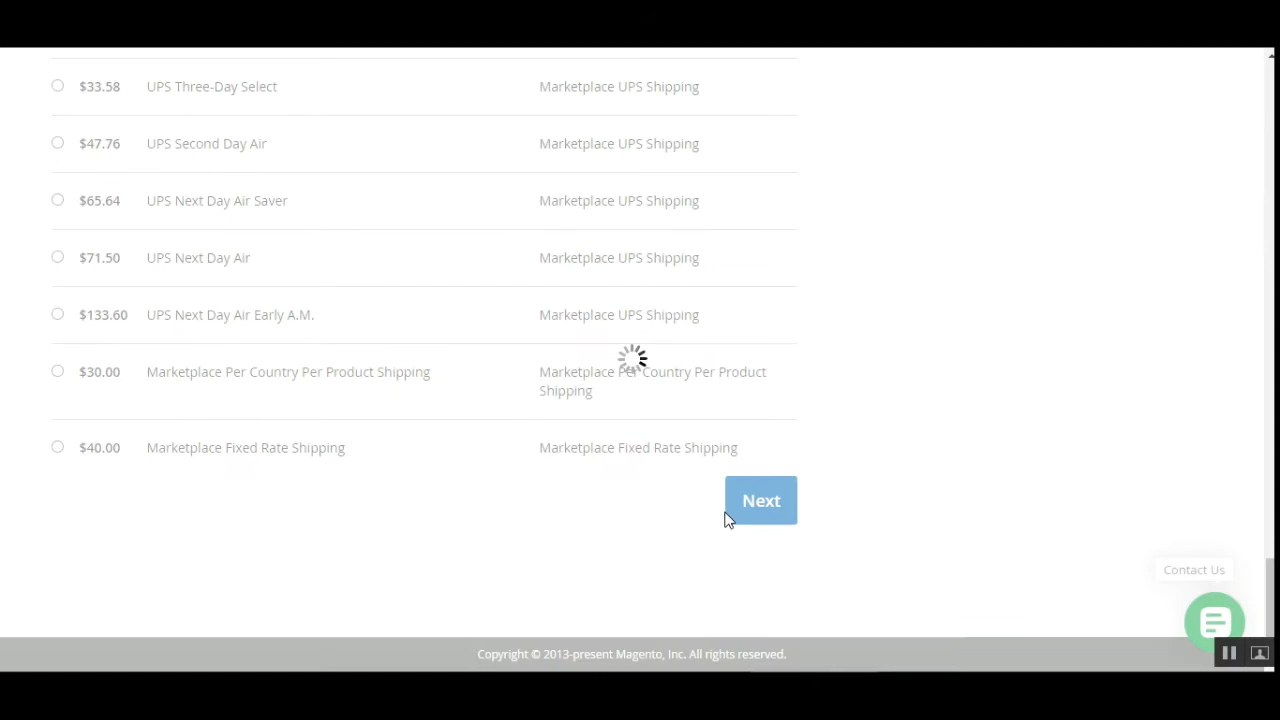 $33.58 UPS Three-Day Select Marketplace UPS Shipping
$47.76 UPS Second Day Air Marketplace UPS Shipping
$65.64 UPS Next Day Air Saver Marketplace UPS Shipping
$71.50 UPS Next Day Air Marketplace UPS Shipping
$133.60 UPS Next Day Air Early A.M. Marketplace UPS Shipping
$30.00 Marketplace Per Country Per Product Shipping Marketplace Per Country Per Product
Shipping
$40.00 Marketplace Fixed Rate Shipping Marketplace Fixed Rate Shipping
Next
Contact Us
Copyright © 2013-present Magento, Inc. All rights reserved.